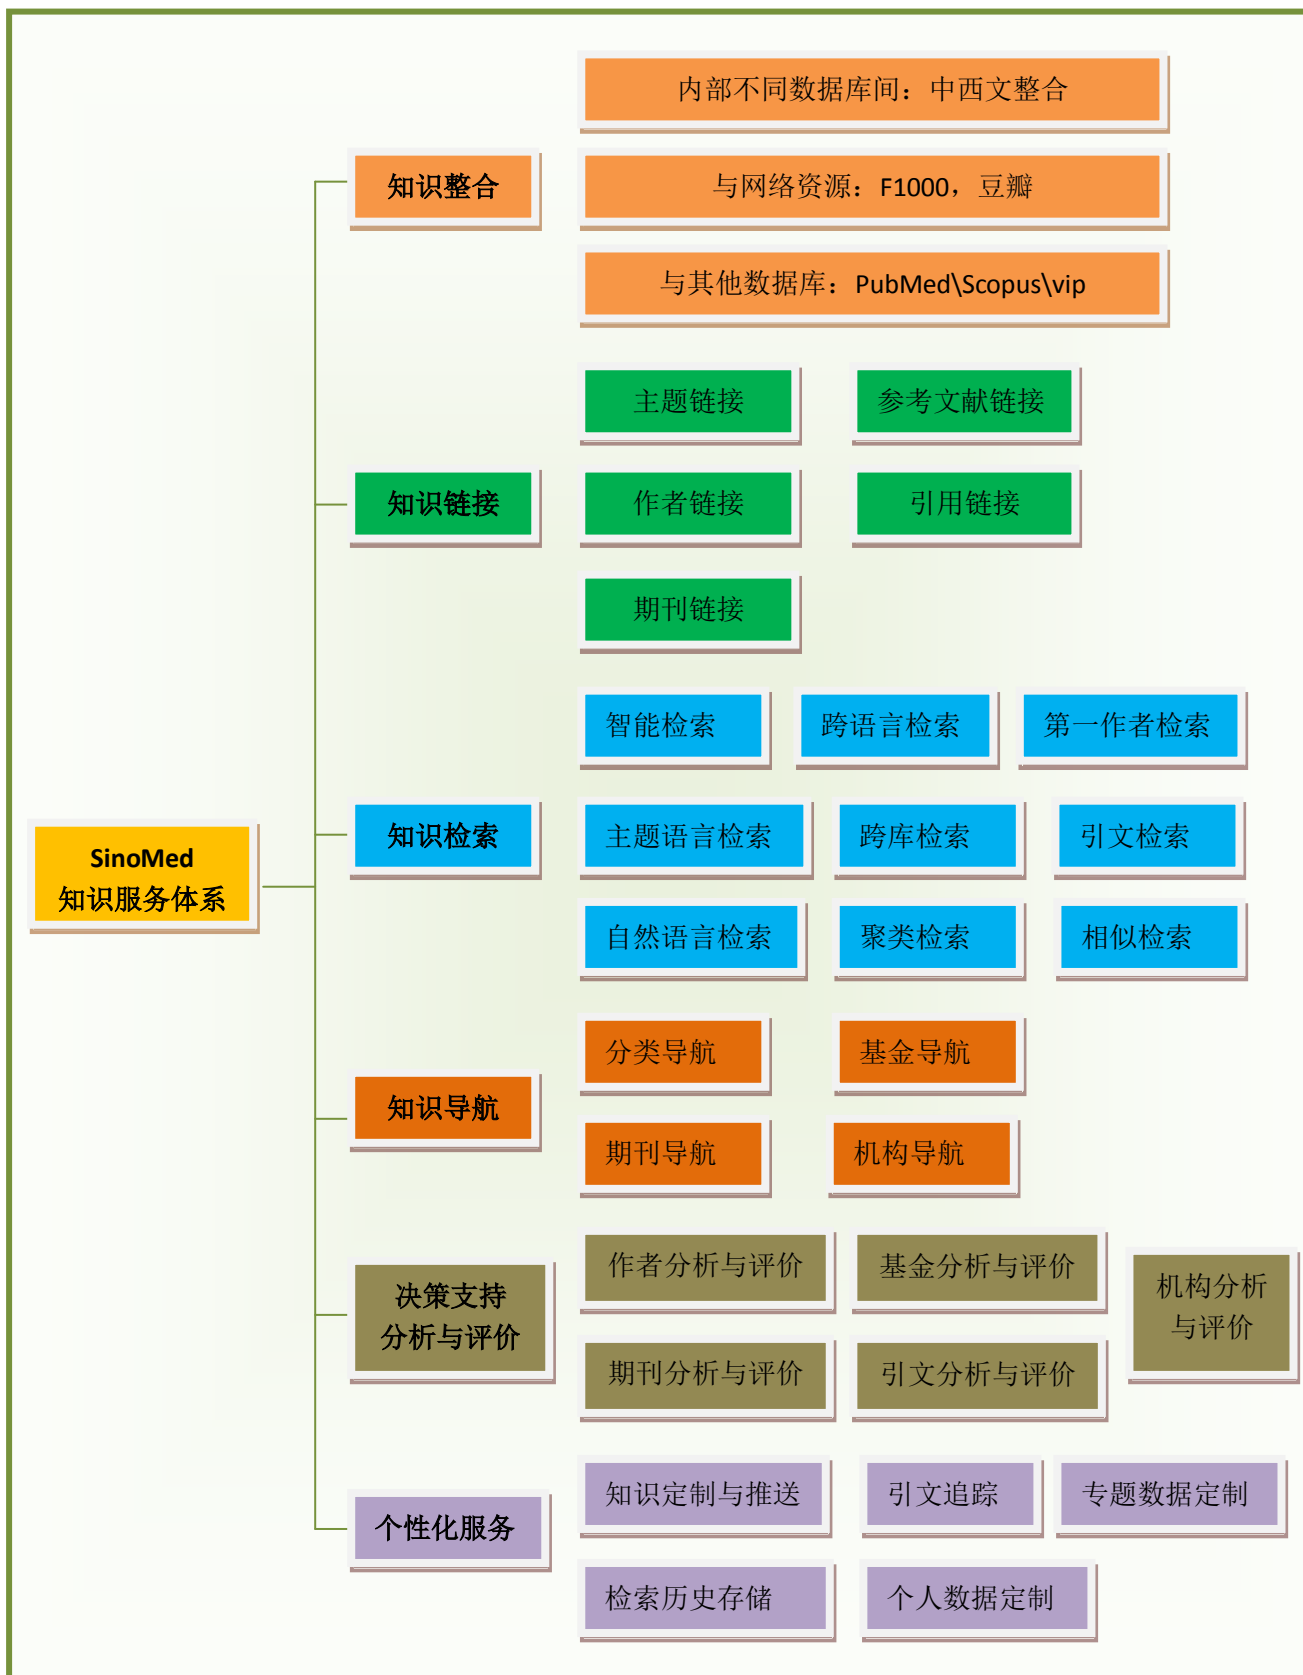 内部不同数据库间：中西文整合
知识整合
与网络资源：F1000，豆瓣
与其他数据库：PubMed\Scopus\vip
主题链接
参考文献链接
知识链接
作者链接
引用链接
期刊链接
智能检索
跨语言检索
第一作者检索
SinoMed
知识服务体系
知识检索
主题语言检索
跨库检索
引文检索
自然语言检索
聚类检索
相似检索
分类导航
基金导航
知识导航
期刊导航
机构导航
决策支持
分析与评价
作者分析与评价
基金分析与评价
机构分析
与评价
期刊分析与评价
引文分析与评价
个性化服务
知识定制与推送
引文追踪
专题数据定制
检索历史存储
个人数据定制